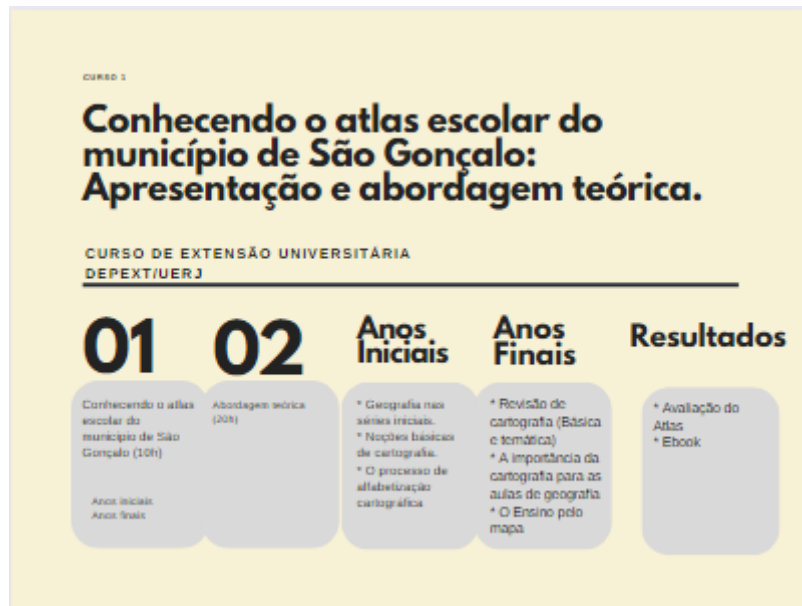 CURSO 1
Conhecendo o atlas escolar do
município de São Gonçalo:
Apresentação e abordagem teórica.
CURSO DE EXTENSÃO UNIVERSITÁRIA
DEPEXT/UERJ
01
Conhecendo o atlas
escolar do
município de São
Gonçalo (10h)
Anos iniciais
Anos finais
02
Abordagem teórica
(20h)
Anos
Iniciais
* Geografia nas
séries iniciais.
* Noções básicas
de cartografia.
* O processo de
alfabetização
cartográfica
Anos
Finais
* Revisão de
cartografia (Básica
e temática)
* A importância da
cartografia para as
aulas de geografia
* O Ensino pelo
mapa
Resultados
* Avaliação do
Atlas
* Ebook